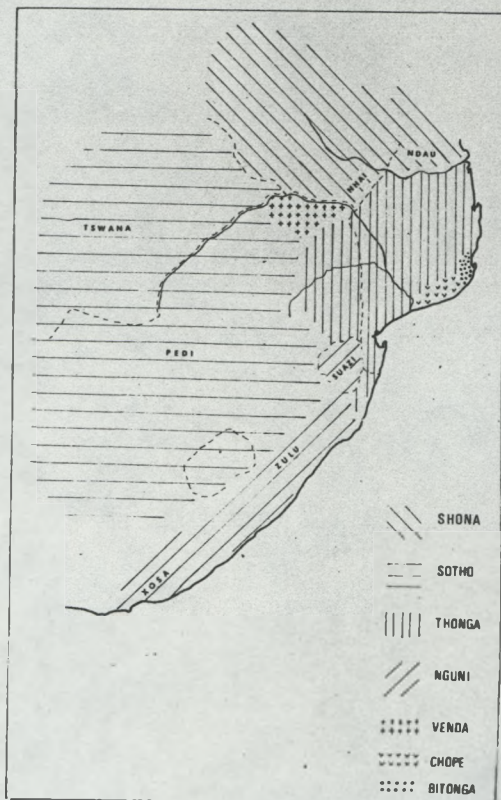 NDAU
NHAI
TSWANA
PEDI
SUAZI
ZULU
XOSA
SHONA
SOTHO
THONGA
NGUNI
VENDA
CHOPE
BITONGA